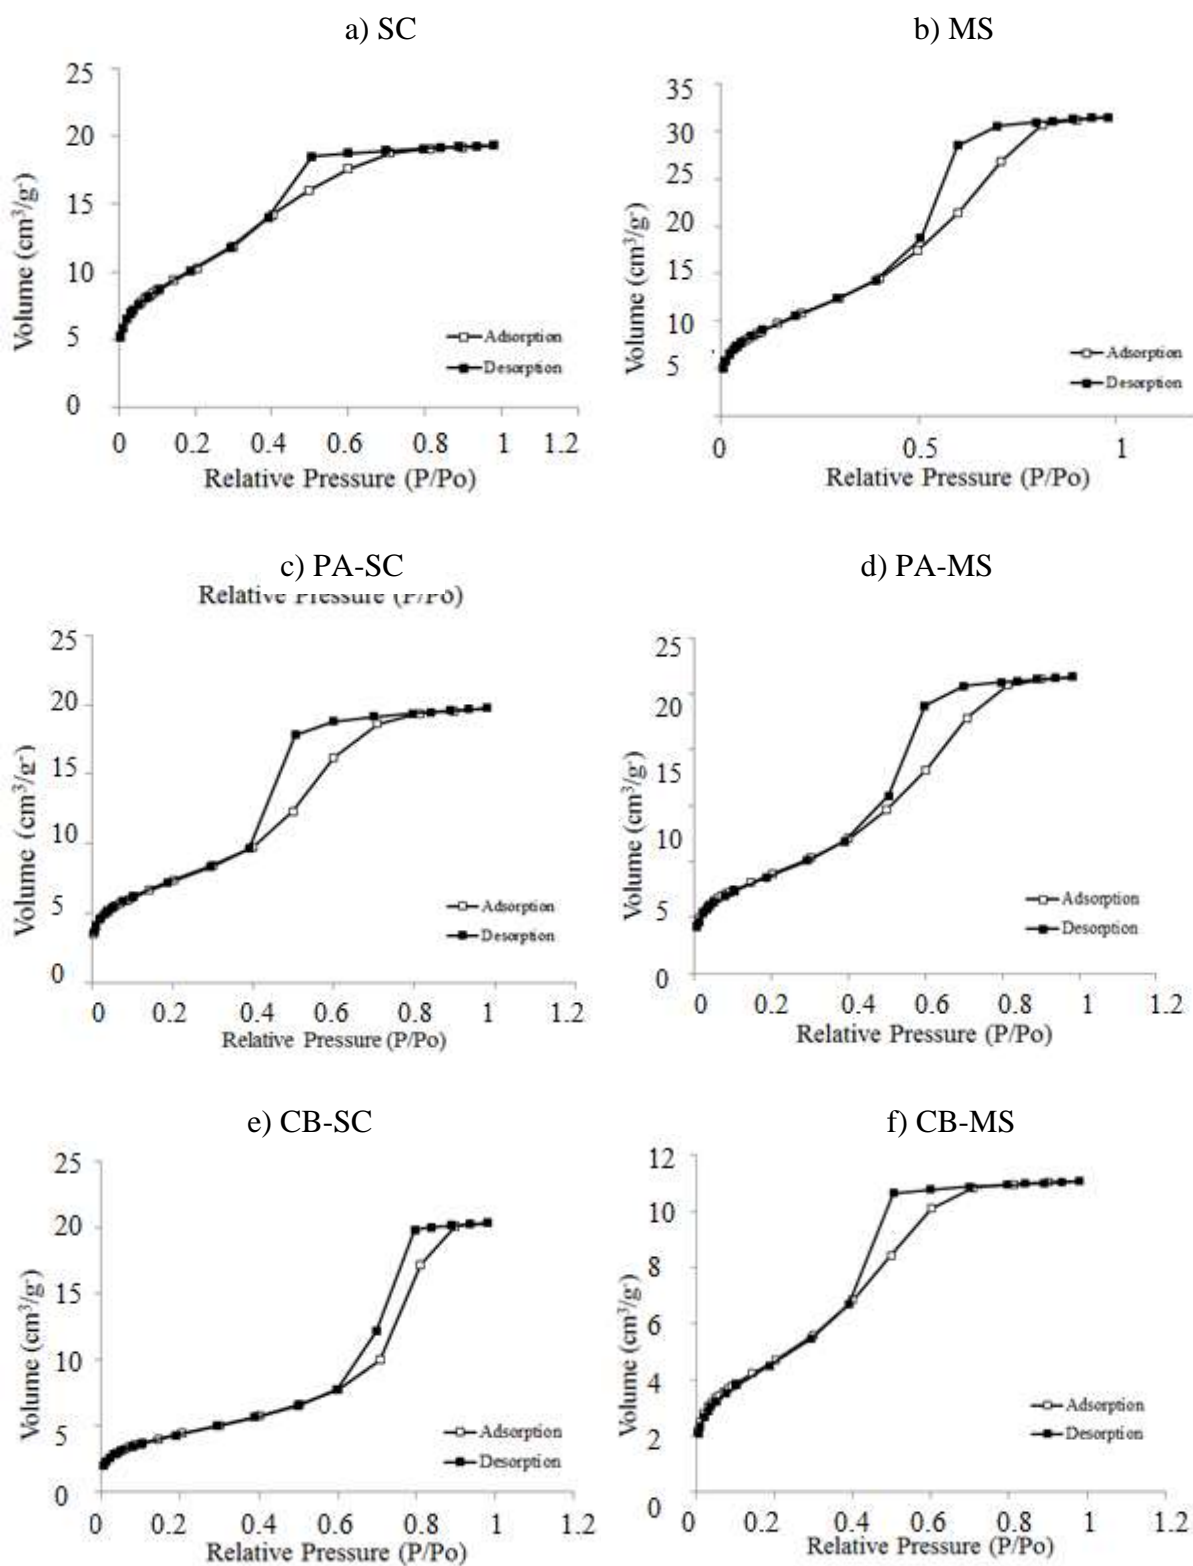 a) SC
b) MS
25
20
15
10
5
0
Volume (cm³/g-)
Adsorption
Desorption
0 0.2 0.4 0.6 0.8 1 1.2
Relative Pressure (P/Po)
35
30
25
20
15
10
5
Volume (cm³/g-)
Adsorption
Desorption
0 0.5 1
Relative Pressure (P/Po)
c) PA-SC
d) PA-MS
Relative Pressure (P/Po)
25
20
15
10
5
0
Volume (cm³/g-)
Adsorption
Desorption
0 0.2 0.4 0.6 0.8 1 1.2
Relative Pressure (P/Po)
25
20
15
10
5
0
Volume (cm³/g-)
Adsorption
Desorption
0 0.2 0.4 0.6 0.8 1 1.2
Relative Pressure (P/Po)
e) CB-SC
f) CB-MS
25
20
15
10
5
0
Volume (cm³/g-)
Adsorption
Desorption
0 0.2 0.4 0.6 0.8 1 1.2
Relative Pressure (P/Po)
12
10
8
6
4
2
0
Volume (cm³/g-)
Adsorption
Desorption
0 0.2 0.4 0.6 0.8 1 1.2
Relative Pressure (P/Po)